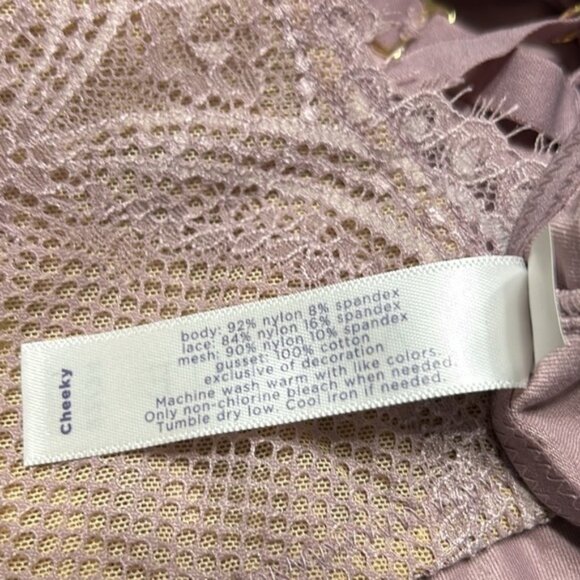 Cheeky
body: 92% nylon 8% spandex
lace: 84% nylon 16% spandex
mesh: 90% nylon 10% spandex
gusset: 100% cotton
exclusive of decoration
Machine wash warm with like colors.
Only non-chlorine bleach when needed.
Tumble dry low. Cool iron if needed.